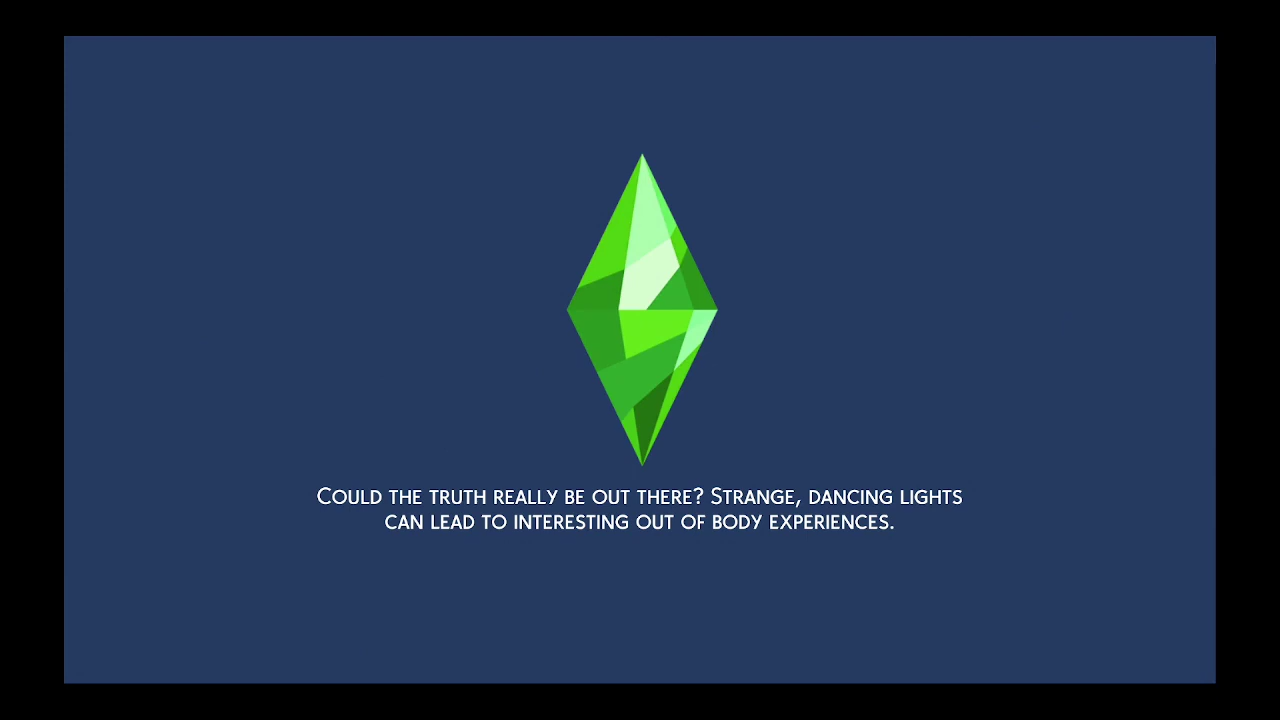 Could the truth really be out there? Strange, dancing lights
can lead to interesting out of body experiences.